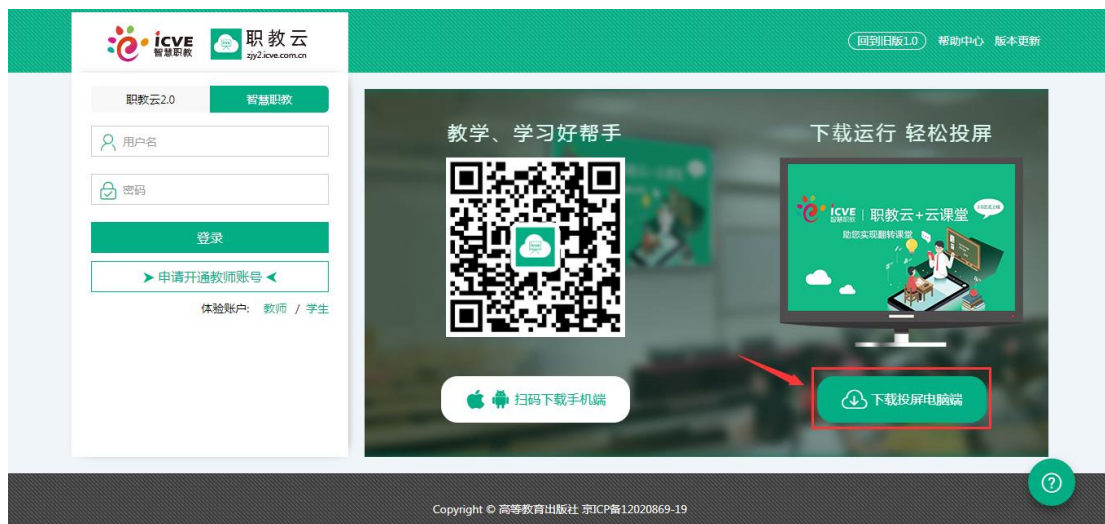 icve
智慧职教
职教云
zjy2.icve.com.cn
回到旧版1.0 帮助中心 版本更新
职教云2.0 智慧职教
用户名
密码
登录
申请开通教师账号
体验账户: 教师 / 学生
教学、学习好帮手
扫码下载手机端
下载运行 轻松投屏
icve
智慧职教
职教云+云课堂
助您实现翻转课堂
下载投屏电脑端
Copyright © 高等教育出版社 京ICP备12020869-19